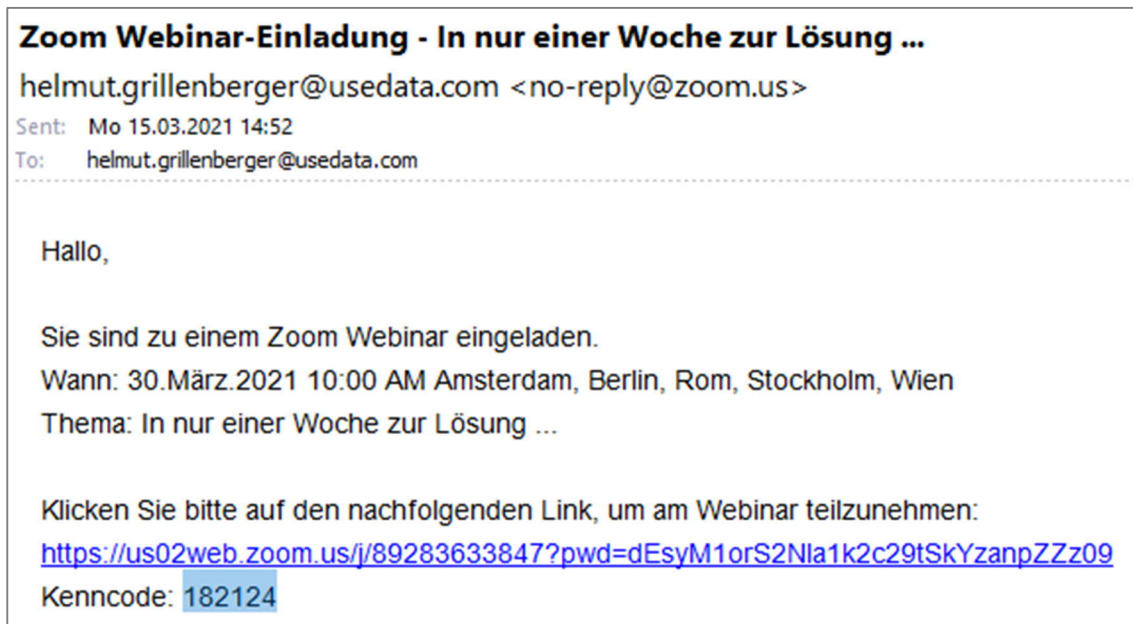 Zoom Webinar-Einladung - In nur einer Woche zur Lösung ...
helmut.grillenberger@usedata.com <no-reply@zoom.us>
Sent: Mo 15.03.2021 14:52
To: helmut.grillenberger@usedata.com
Hallo,
Sie sind zu einem Zoom Webinar eingeladen.
Wann: 30.März.2021 10:00 AM Amsterdam, Berlin, Rom, Stockholm, Wien
Thema: In nur einer Woche zur Lösung ...
Klicken Sie bitte auf den nachfolgenden Link, um am Webinar teilzunehmen:
https://us02web.zoom.us/j/89283633847?pwd=dEsyM1orS2Nla1k2c29tSkYzanpZZz09
Kenncode: 182124